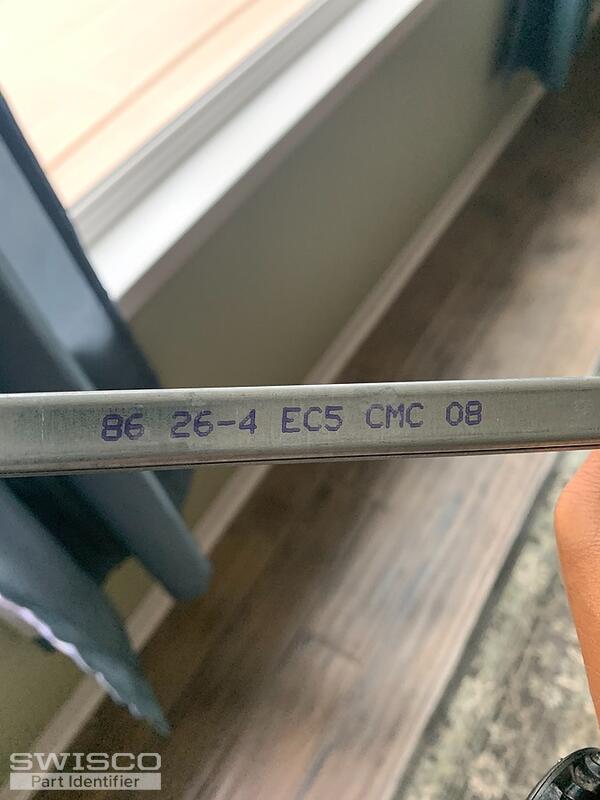 86 26-4 EC5 CMC 08
SWISCO
Part Identifier